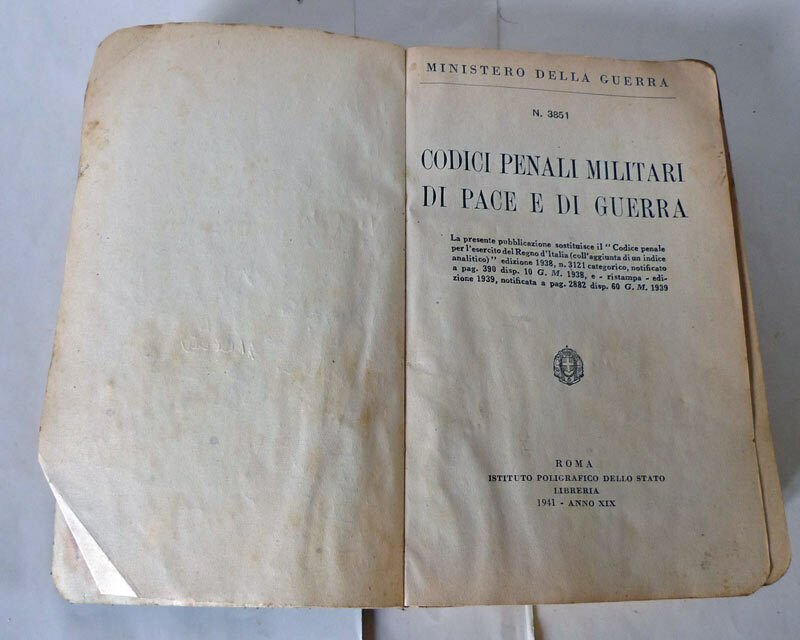 MINISTERO DELLA GUERRA
N. 3851
CODICI PENALI MILITARI
DI PACE E DI GUERRA
La presente pubblicazione sostituisce il " Codice penale
per l'esercito del Regno d'Italia (coll'aggiunta di un indice
analitico) " edizione 1938, n. 3121 categorico, notificato
a pag. 390 disp. 10 G. M. 1938, e - ristampa - edi-
zione 1939, notificata a pag. 2882 disp. 60 G. M. 1939
ROMA
ISTITUTO POLIGRAFICO DELLO STATO
LIBRERIA
1941 - ANNO XIX